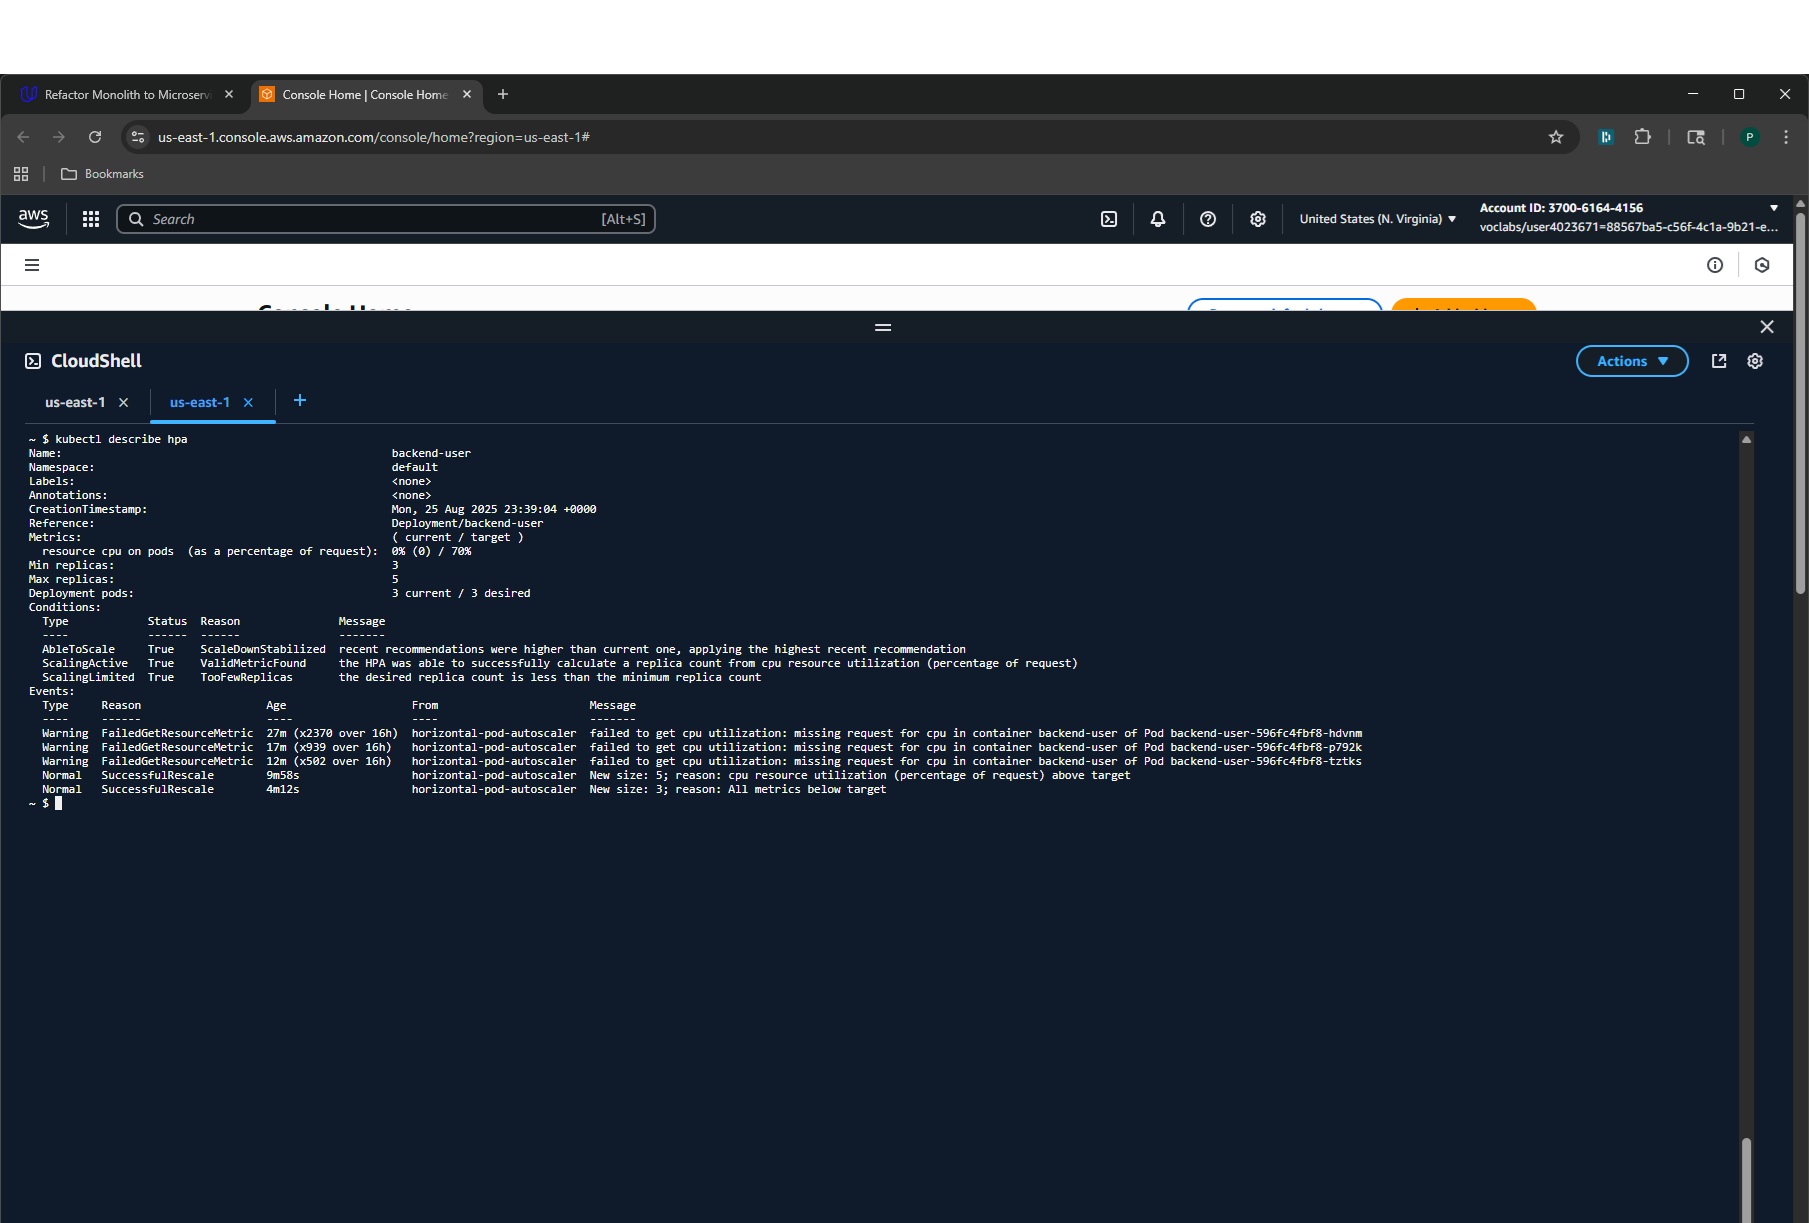 Refactor Monolith to Microserv
Console Home | Console Home
us-east-1.console.aws.amazon.com/console/home?region=us-east-1#
P
Bookmarks
aws
Search
[Alt+S]
United States (N. Virginia)
Account ID: 3700-6164-4156
voclabs/user4023671=88567ba5-c56f-4c1a-9b21-e...
Console Home
CloudShell
Actions
us-east-1
us-east-1
~ $ kubectl describe hpa
Name: backend-user
Namespace: default
Labels: <none>
Annotations: <none>
CreationTimestamp: Mon, 25 Aug 2025 23:39:04 +0000
Reference: Deployment/backend-user
Metrics: ( current / target )
resource cpu on pods (as a percentage of request): 0% (0) / 70%
Min replicas: 3
Max replicas: 5
Deployment pods: 3 current / 3 desired
Conditions:
Type Status Reason Message
---- ------ ------ -------
AbleToScale True ScaleDownStabilized recent recommendations were higher than current one, applying the highest recent recommendation
ScalingActive True ValidMetricFound the HPA was able to successfully calculate a replica count from cpu resource utilization (percentage of request)
ScalingLimited True TooFewReplicas the desired replica count is less than the minimum replica count
Events:
Type Reason Age From Message
---- ------ ---- ---- -------
Warning FailedGetResourceMetric 27m (x2370 over 16h) horizontal-pod-autoscaler failed to get cpu utilization: missing request for cpu in container backend-user of Pod backend-user-596fc4fbf8-hdvnm
Warning FailedGetResourceMetric 17m (x939 over 16h) horizontal-pod-autoscaler failed to get cpu utilization: missing request for cpu in container backend-user of Pod backend-user-596fc4fbf8-p792k
Warning FailedGetResourceMetric 12m (x502 over 16h) horizontal-pod-autoscaler failed to get cpu utilization: missing request for cpu in container backend-user of Pod backend-user-596fc4fbf8-tztks
Normal SuccessfulRescale 9m58s horizontal-pod-autoscaler New size: 5; reason: cpu resource utilization (percentage of request) above target
Normal SuccessfulRescale 4m12s horizontal-pod-autoscaler New size: 3; reason: All metrics below target
~ $